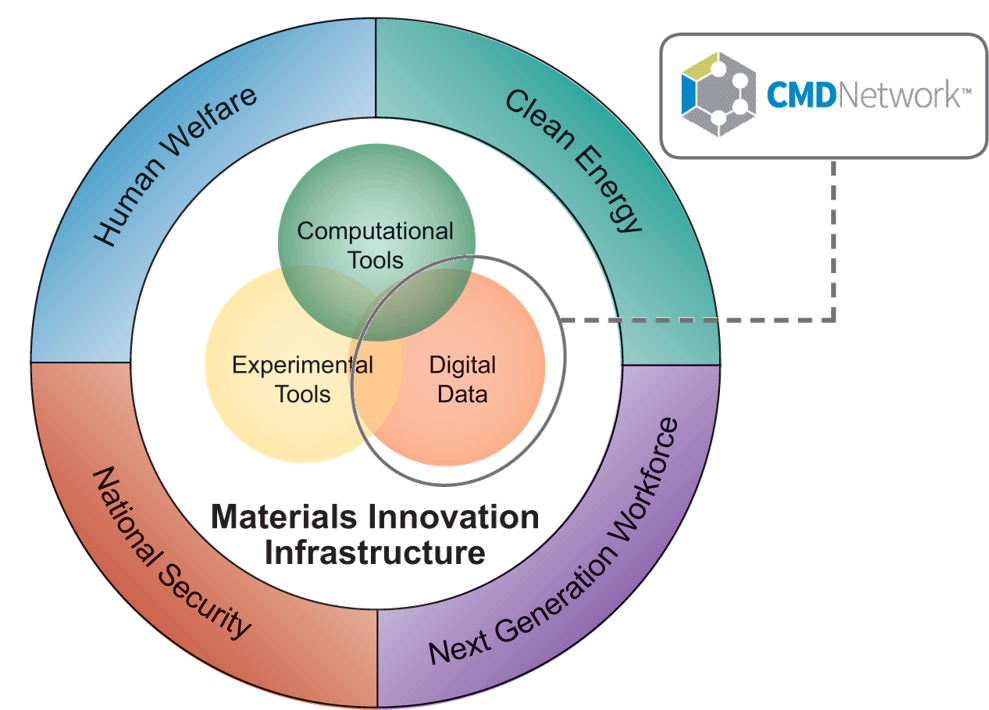 Human Welfare
Clean Energy
CMDNetwork™
Computational
Tools
Experimental
Tools
Digital
Data
Materials Innovation
Infrastructure
National Security
Next Generation Workforce